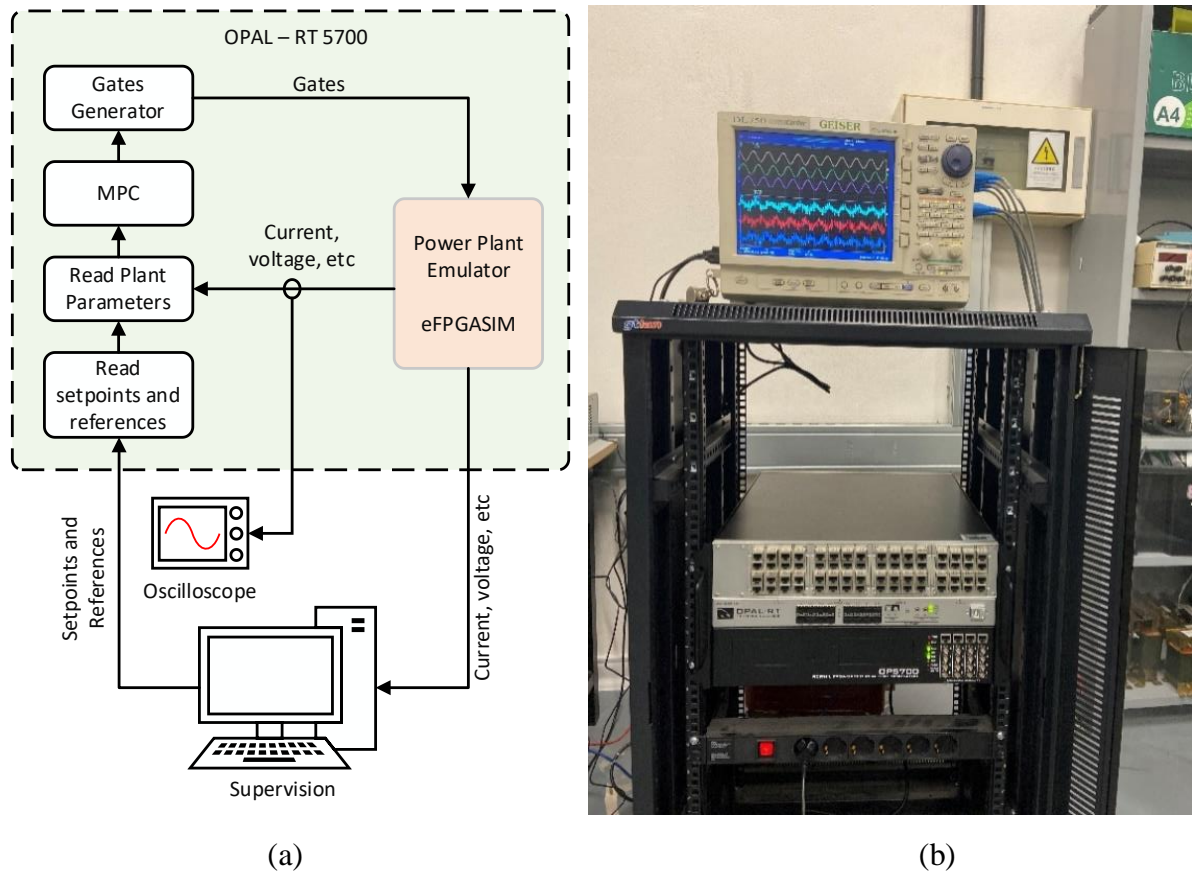 OPAL – RT 5700
Gates
Generator
Gates
MPC
Current,
voltage, etc
Power Plant
Emulator
eFPGASIM
Read Plant
Parameters
Read
setpoints and
references
Setpoints and
References
Oscilloscope
Current, voltage, etc
Supervision
(a)
GEISER
A4
OPAL-RT
OP5700
(b)